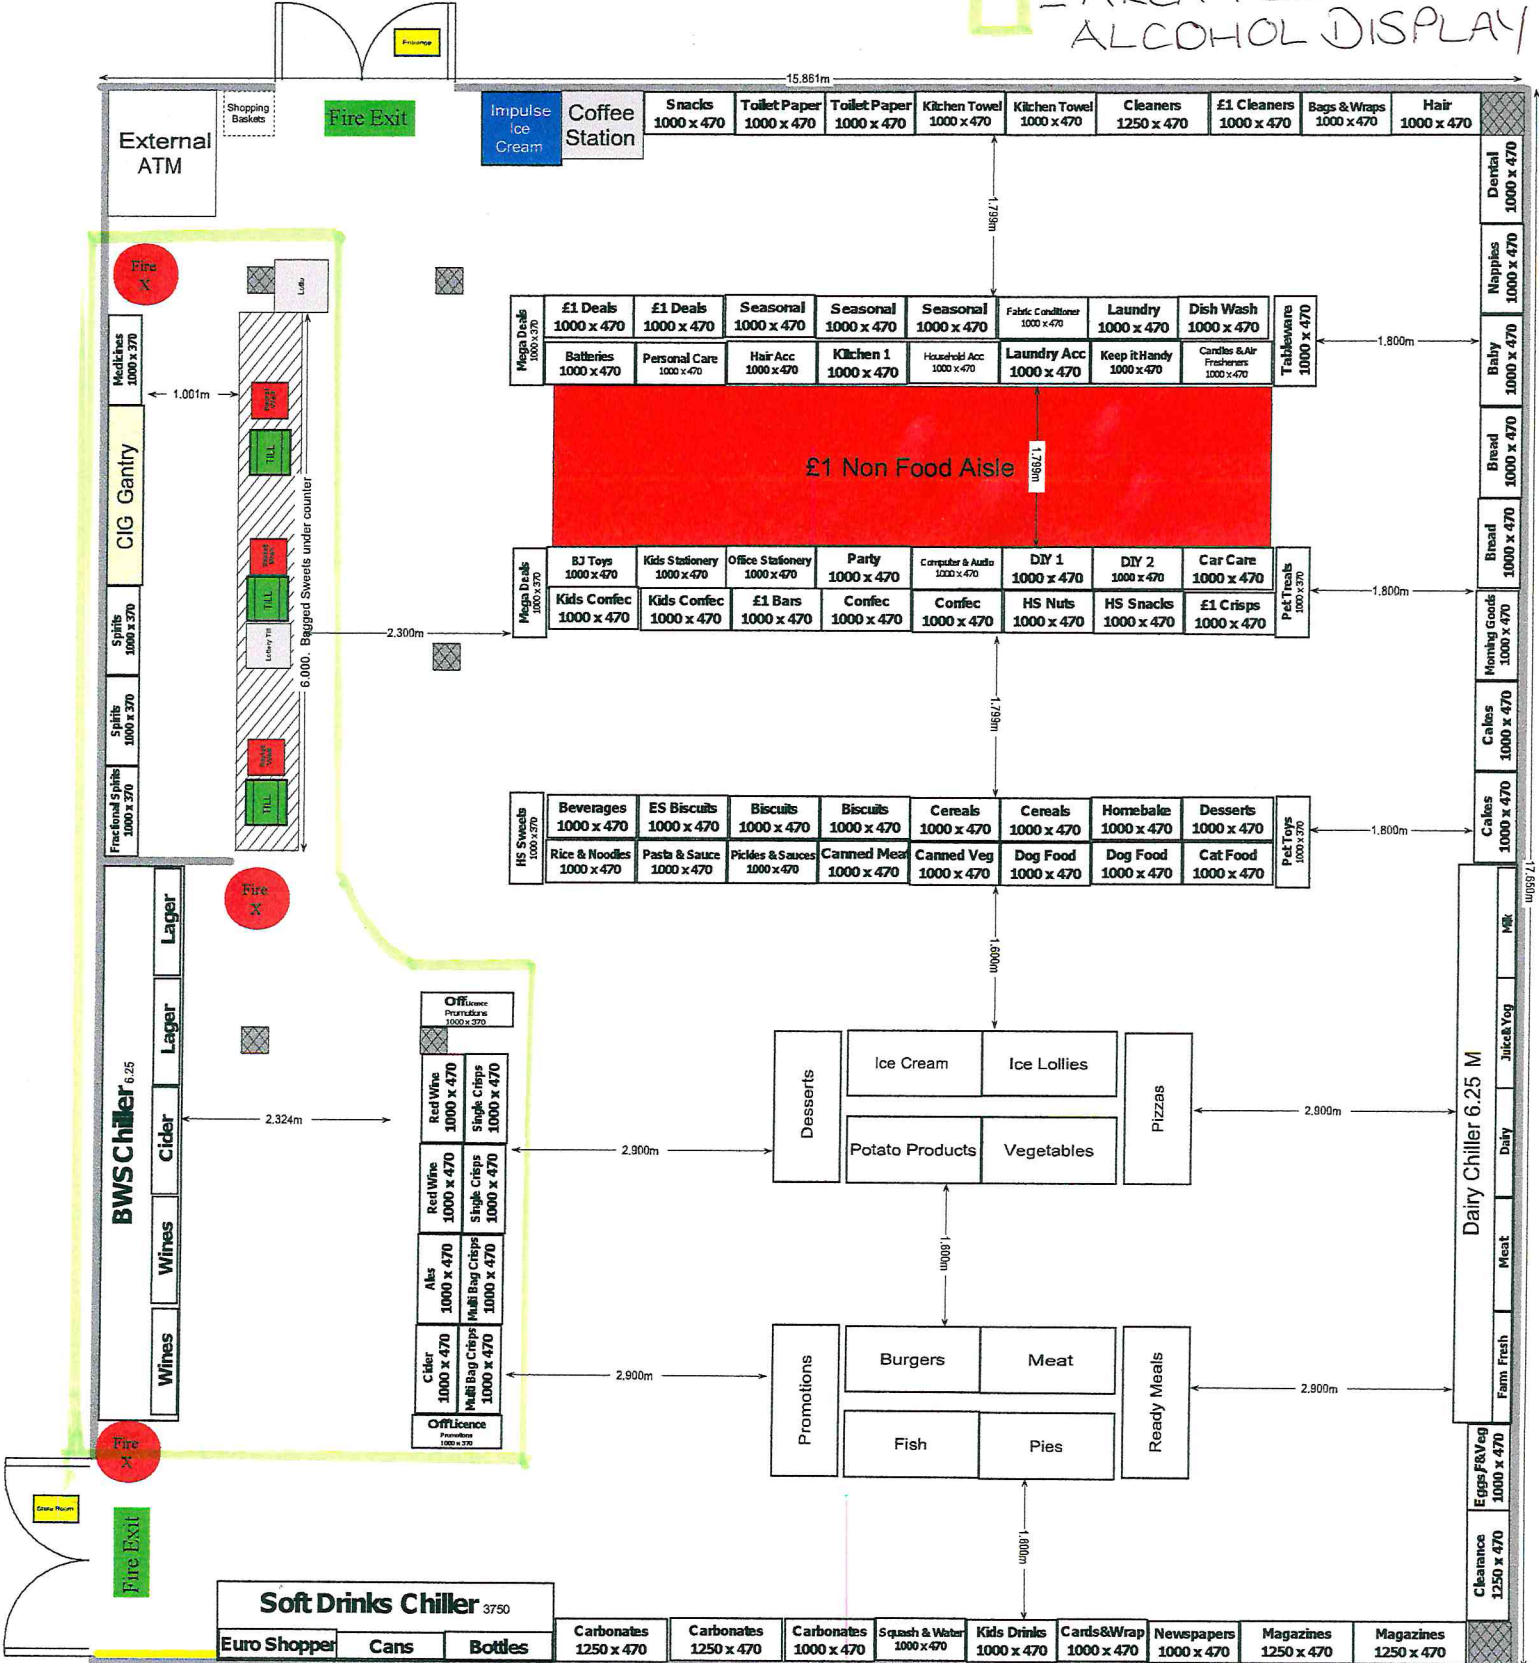 ALCOHOL DISPLAY
Entrance
15.861m
External
ATM
Shopping
Baskets
Fire Exit
Impulse
Ice
Cream
Coffee
Station
Snacks
1000 x 470
Toilet Paper
1000 x 470
Toilet Paper
1000 x 470
Kitchen Towel
1000 x 470
Kitchen Towel
1000 x 470
Cleaners
1250 x 470
£1 Cleaners
1000 x 470
Bags & Wraps
1000 x 470
Hair
1000 x 470
Dental
1000 x 470
Nappies
1000 x 470
Baby
1000 x 470
Bread
1000 x 470
Bread
1000 x 470
Morning Goods
1000 x 470
Cakes
1000 x 470
Cakes
1000 x 470
17.650m
1.799m
Fire
X
Lotto
Medicines
1000 x 370
1.001m
CIG Gantry
Spirits
1000 x 370
Spirits
1000 x 370
Fractional Spirits
1000 x 370
TILL
TILL
Lottery Till
TILL
6.000. Bagged Sweets under counter
2.300m
Mega Deals
1000 x 370
£1 Deals
1000 x 470
£1 Deals
1000 x 470
Seasonal
1000 x 470
Seasonal
1000 x 470
Seasonal
1000 x 470
Fabric Conditioner
1000 x 470
Laundry
1000 x 470
Dish Wash
1000 x 470
Tableware
1000 x 470
1.800m
Batteries
1000 x 470
Personal Care
1000 x 470
Hair Acc
1000 x 470
Kitchen 1
1000 x 470
Household Acc
1000 x 470
Laundry Acc
1000 x 470
Keep it Handy
1000 x 470
Candles & Air
Fresheners
1000 x 470
£1 Non Food Aisle
1.799m
Mega Deals
1000 x 370
BJ Toys
1000 x 470
Kids Stationery
1000 x 470
Office Stationery
1000 x 470
Party
1000 x 470
Computer & Audio
1000 x 470
DIY 1
1000 x 470
DIY 2
1000 x 470
Car Care
1000 x 470
Pet Treats
1000 x 370
1.800m
Kids Confec
1000 x 470
Kids Confec
1000 x 470
£1 Bars
1000 x 470
Confec
1000 x 470
Confec
1000 x 470
HS Nuts
1000 x 470
HS Snacks
1000 x 470
£1 Crisps
1000 x 470
1.799m
HS Sweets
1000 x 370
Beverages
1000 x 470
ES Biscuits
1000 x 470
Biscuits
1000 x 470
Biscuits
1000 x 470
Cereals
1000 x 470
Cereals
1000 x 470
Homebake
1000 x 470
Desserts
1000 x 470
Pet Toys
1000 x 370
1.800m
Rice & Noodles
1000 x 470
Pasta & Sauce
1000 x 470
Pickles & Sauces
1000 x 470
Canned Meat
1000 x 470
Canned Veg
1000 x 470
Dog Food
1000 x 470
Dog Food
1000 x 470
Cat Food
1000 x 470
1.600m
Fire
X
BWS Chiller 6.25
Lager
Lager
Cider
Wines
Wines
2.324m
Off Licence
Promotions
1000 x 370
Red Wine
1000 x 470
Single Crisps
1000 x 470
Red Wine
1000 x 470
Single Crisps
1000 x 470
Ales
1000 x 470
Multi Bag Crisps
1000 x 470
Cider
1000 x 470
Multi Bag Crisps
1000 x 470
Off Licence
Promotions
1000 x 370
2.900m
Desserts
Ice Cream
Ice Lollies
Potato Products
Vegetables
Pizzas
2.900m
1.600m
2.900m
Promotions
Burgers
Meat
Fish
Pies
Ready Meals
2.900m
1.600m
Dairy Chiller 6.25 M
Milk
Juice & Yog
Dairy
Meat
Farm Fresh
Eggs,F&Veg
1000 x 470
Clearance
1250 x 470
Fire
X
Store Room
Fire Exit
Soft Drinks Chiller 3750
Euro Shopper
Cans
Bottles
Carbonates
1250 x 470
Carbonates
1250 x 470
Carbonates
1000 x 470
Squash & Water
1000 x 470
Kids Drinks
1000 x 470
Cards&Wrap
1000 x 470
Newspapers
1000 x 470
Magazines
1250 x 470
Magazines
1250 x 470